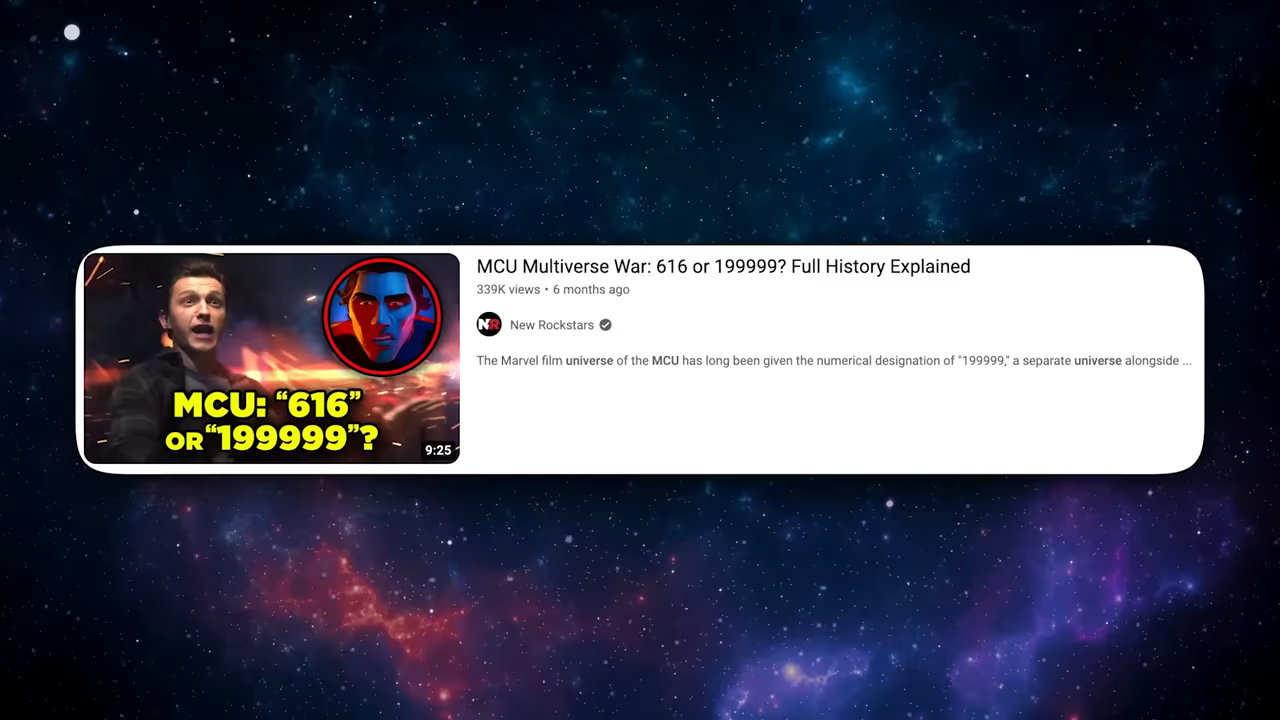 MCU Multiverse War: 616 or 199999? Full History Explained
339K views • 6 months ago
NR New Rockstars
The Marvel film universe of the MCU has long been given the numerical designation of "199999," a separate universe alongside ...
MCU: “616”
OR “199999”?
9:25